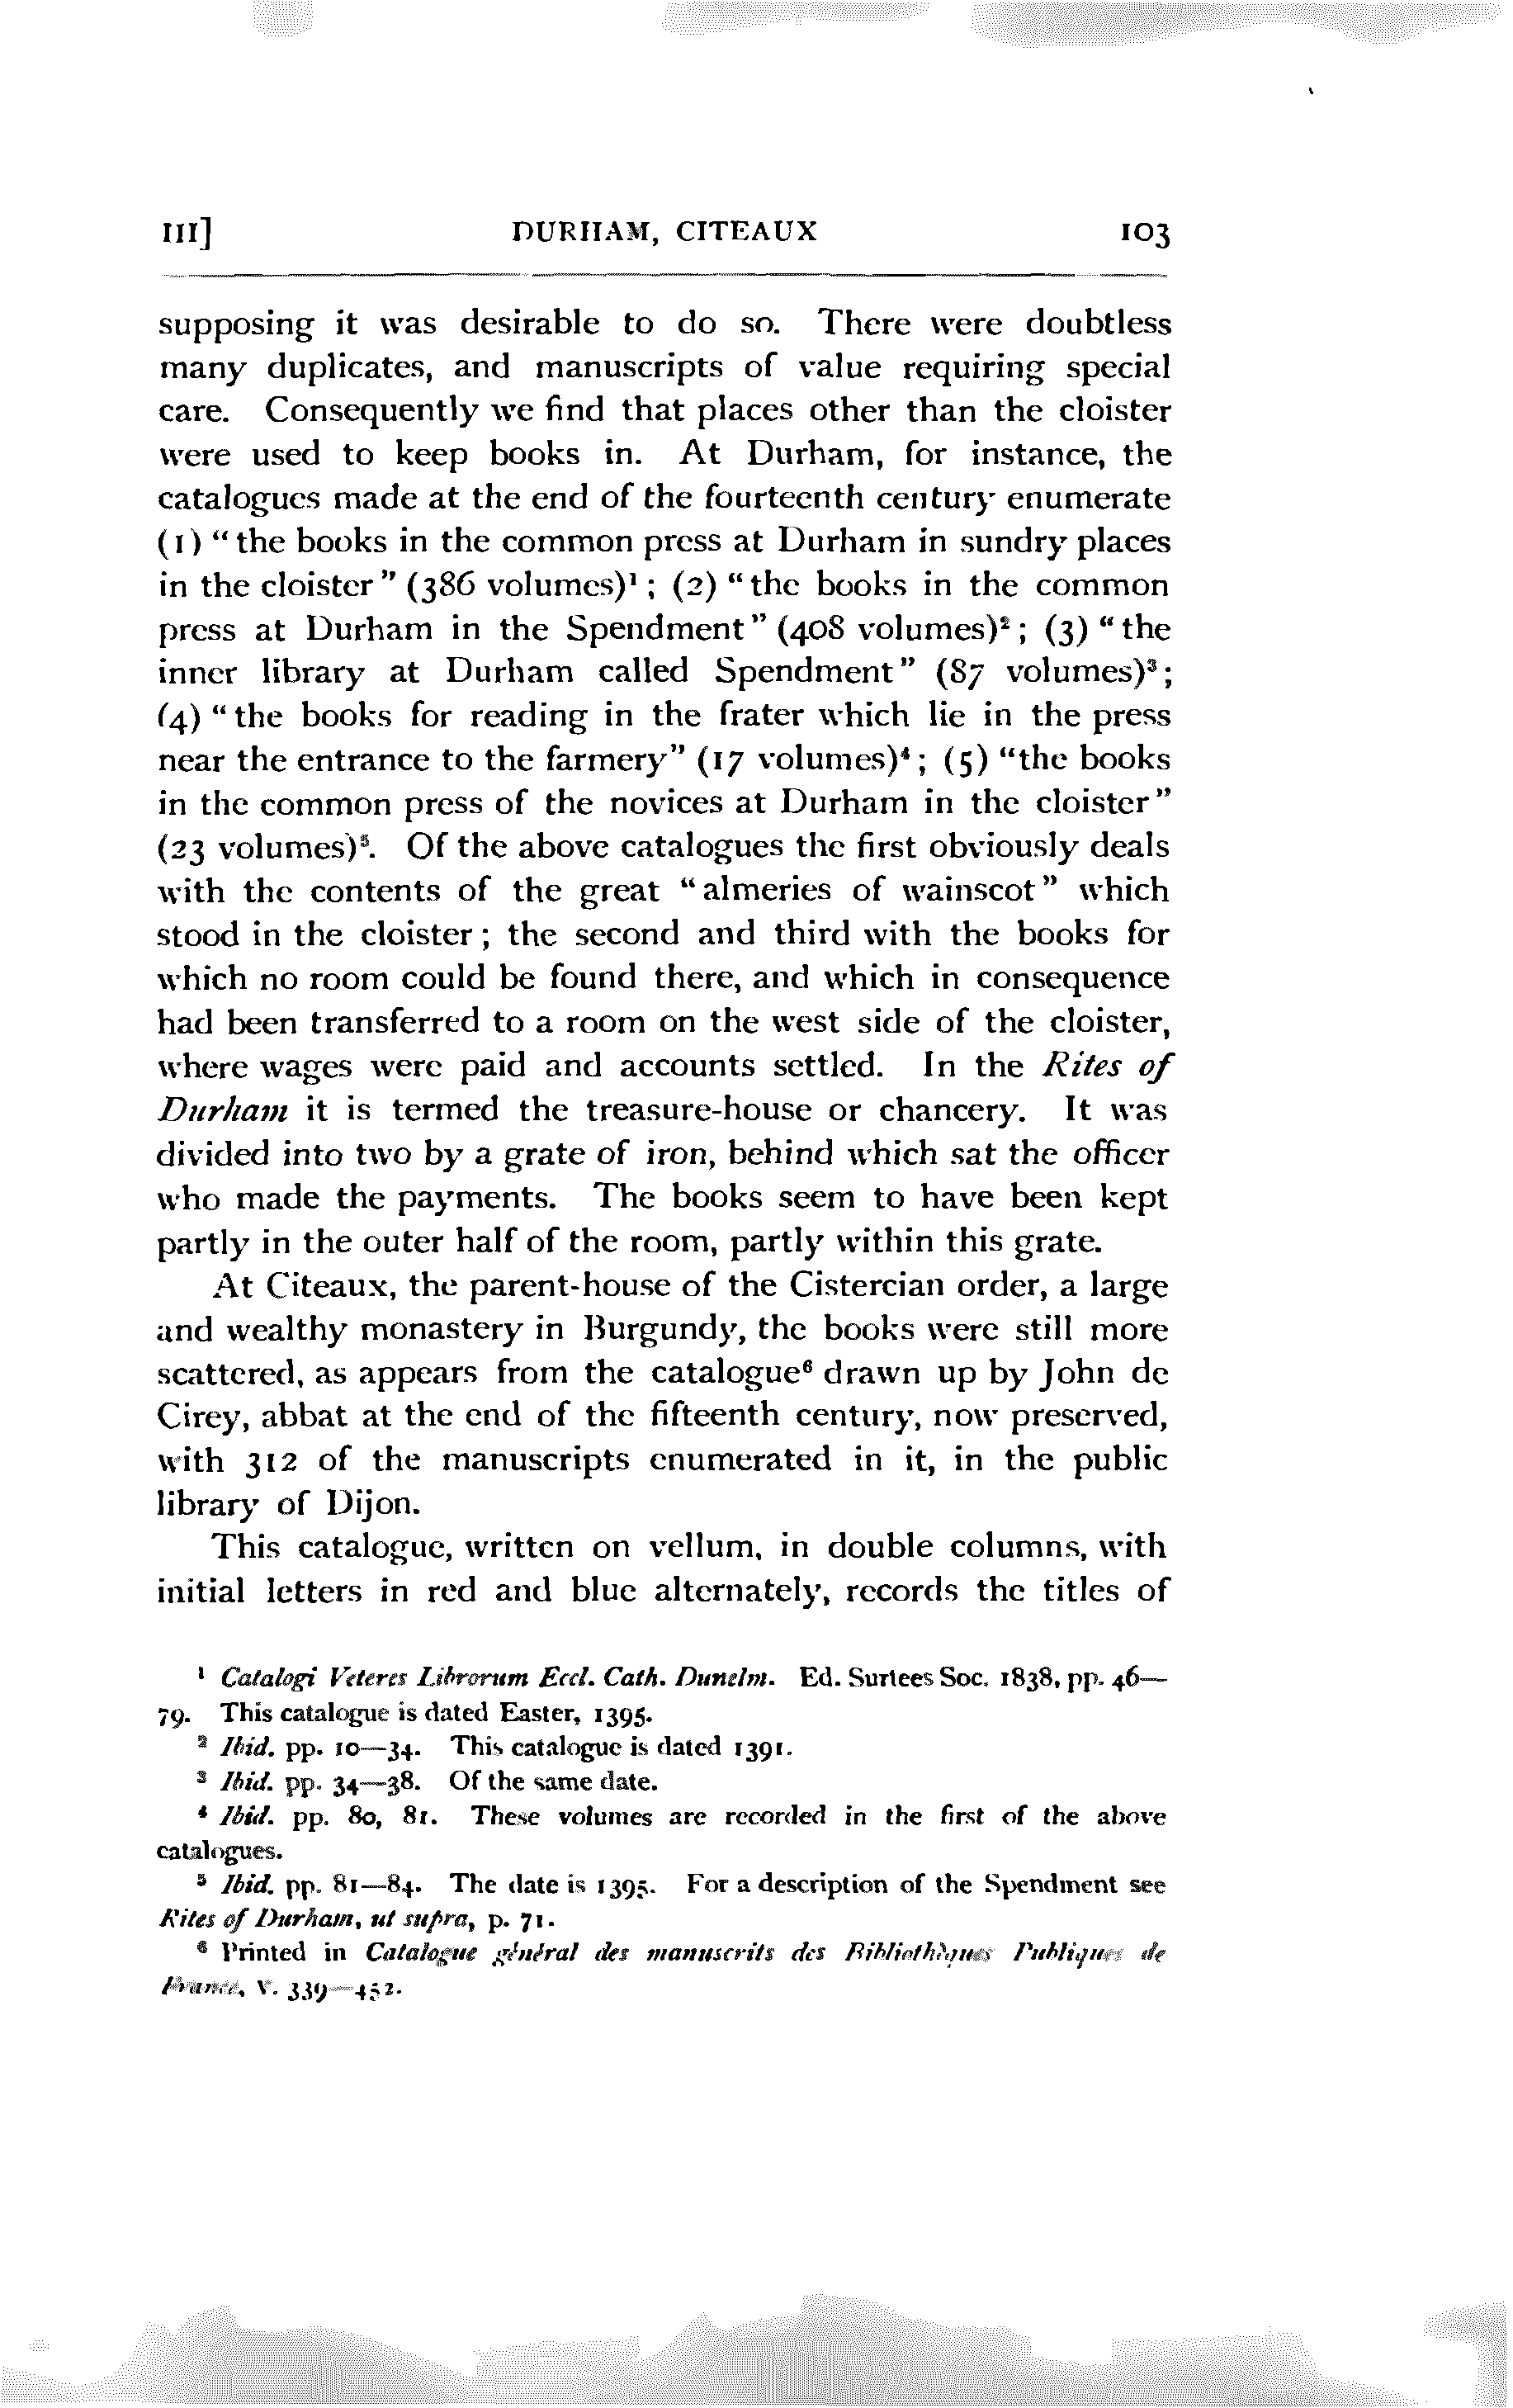 III] DURHAM, CITEAUX 103
supposing it was desirable to do so. There were doubtless
many duplicates, and manuscripts of value requiring special
care. Consequently we find that places other than the cloister
were used to keep books in. At Durham, for instance, the
catalogues made at the end of the fourteenth century enumerate
(1) “the books in the common press at Durham in sundry places
in the cloister” (386 volumes)¹; (2) “the books in the common
press at Durham in the Spendment” (408 volumes)²; (3) “the
inner library at Durham called Spendment” (87 volumes)³;
(4) “the books for reading in the frater which lie in the press
near the entrance to the farmery” (17 volumes)⁴; (5) “the books
in the common press of the novices at Durham in the cloister”
(23 volumes)⁵. Of the above catalogues the first obviously deals
with the contents of the great “almeries of wainscot” which
stood in the cloister; the second and third with the books for
which no room could be found there, and which in consequence
had been transferred to a room on the west side of the cloister,
where wages were paid and accounts settled. In the Rites of
Durham it is termed the treasure-house or chancery. It was
divided into two by a grate of iron, behind which sat the officer
who made the payments. The books seem to have been kept
partly in the outer half of the room, partly within this grate.
At Citeaux, the parent-house of the Cistercian order, a large
and wealthy monastery in Burgundy, the books were still more
scattered, as appears from the catalogue⁶ drawn up by John de
Cirey, abbat at the end of the fifteenth century, now preserved,
with 312 of the manuscripts enumerated in it, in the public
library of Dijon.
This catalogue, written on vellum, in double columns, with
initial letters in red and blue alternately, records the titles of
¹ Catalogi Veteres Librorum Eccl. Cath. Dunelm. Ed. Surtees Soc. 1838, pp. 46—
79. This catalogue is dated Easter, 1395.
² Ibid. pp. 10—34. This catalogue is dated 1391.
³ Ibid. pp. 34—38. Of the same date.
⁴ Ibid. pp. 80, 81. These volumes are recorded in the first of the above
catalogues.
⁵ Ibid. pp. 81—84. The date is 1395. For a description of the Spendment see
Rites of Durham, ut supra, p. 71.
⁶ Printed in Catalogue général des manuscrits des Bibliothèques Publiques de
France, V. 339—452.